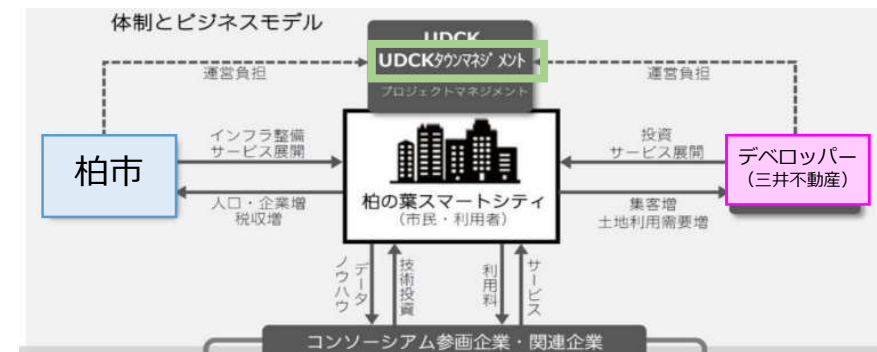 体制とビジネスモデル
UDCK
UDCKタウンマネジメント
プロジェクトマネジメント
運営負担
運営負担
柏市
インフラ整備
サービス展開
人口・企業増
税収増
柏の葉スマートシティ
(市民・利用者)
投資
サービス展開
集客増
土地利用需要増
デベロッパー
(三井不動産)
データ
ノウハウ
技術投資
利用料
サービス
コンソーシアム参画企業・関連企業